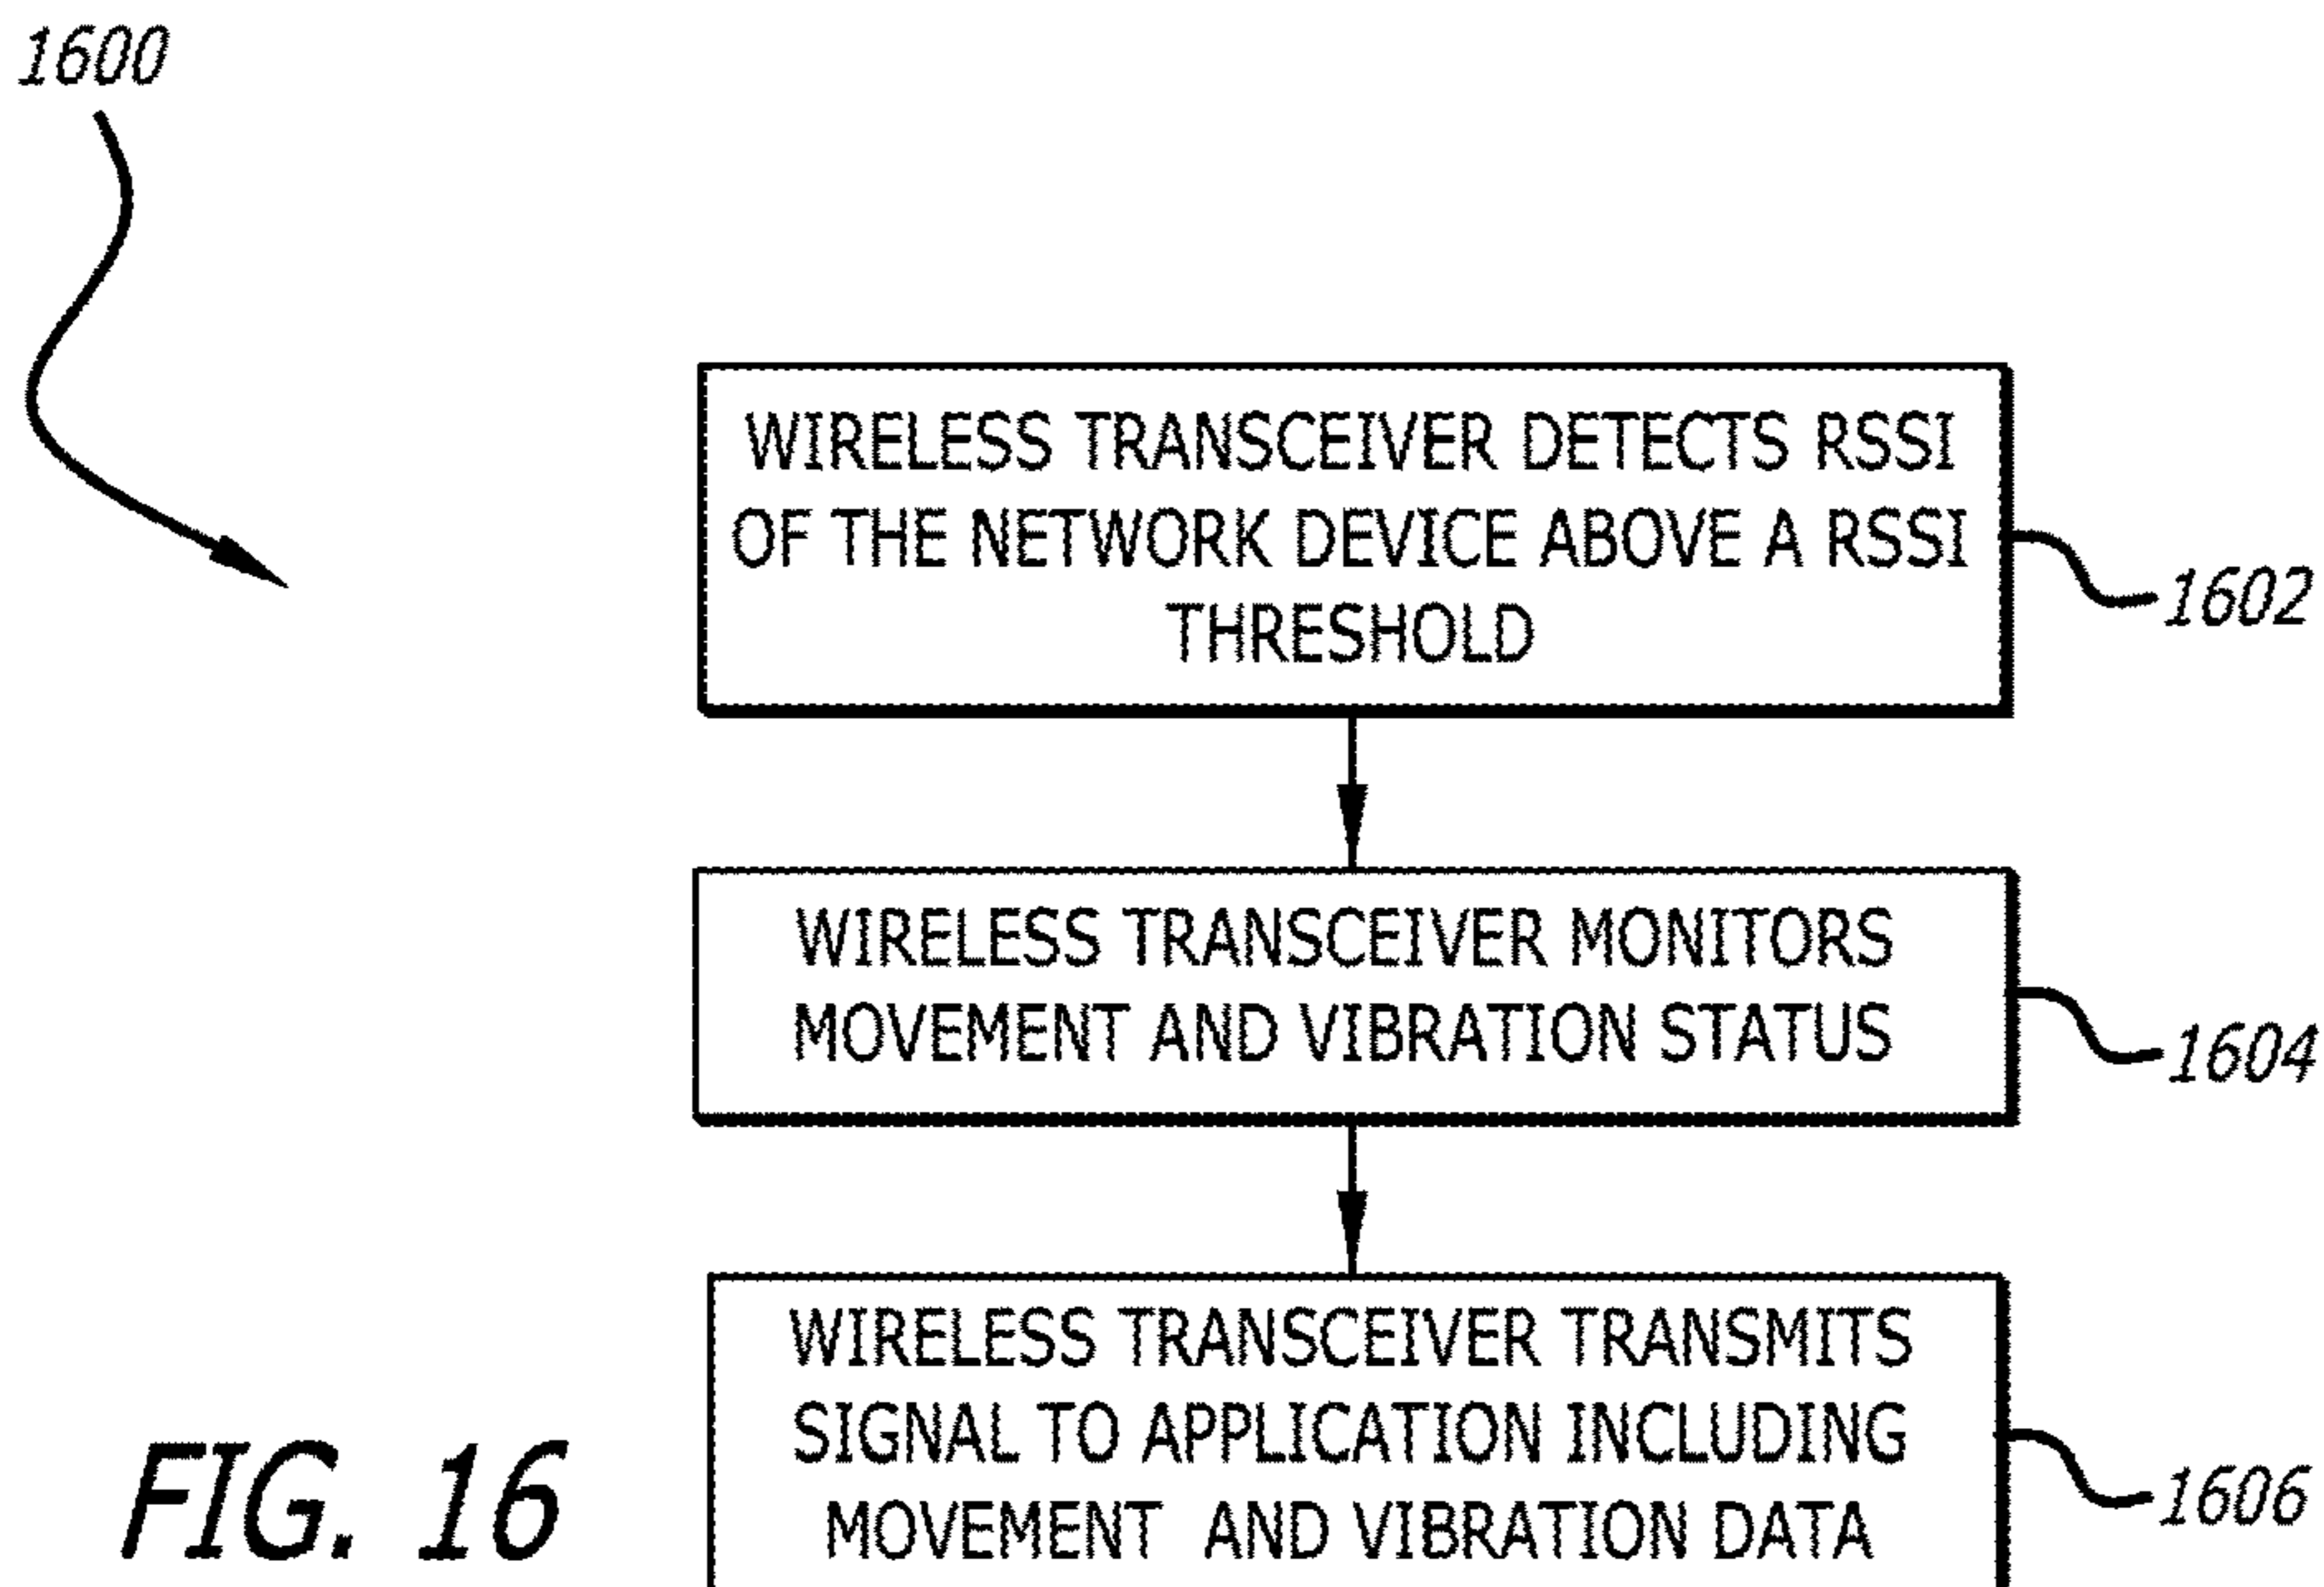 1600
WIRELESS TRANSCEIVER DETECTS RSSI
OF THE NETWORK DEVICE ABOVE A RSSI
THRESHOLD
1602
WIRELESS TRANSCEIVER MONITORS
MOVEMENT AND VIBRATION STATUS
1604
WIRELESS TRANSCEIVER TRANSMITS
SIGNAL TO APPLICATION INCLUDING
MOVEMENT AND VIBRATION DATA
1606
FIG. 16